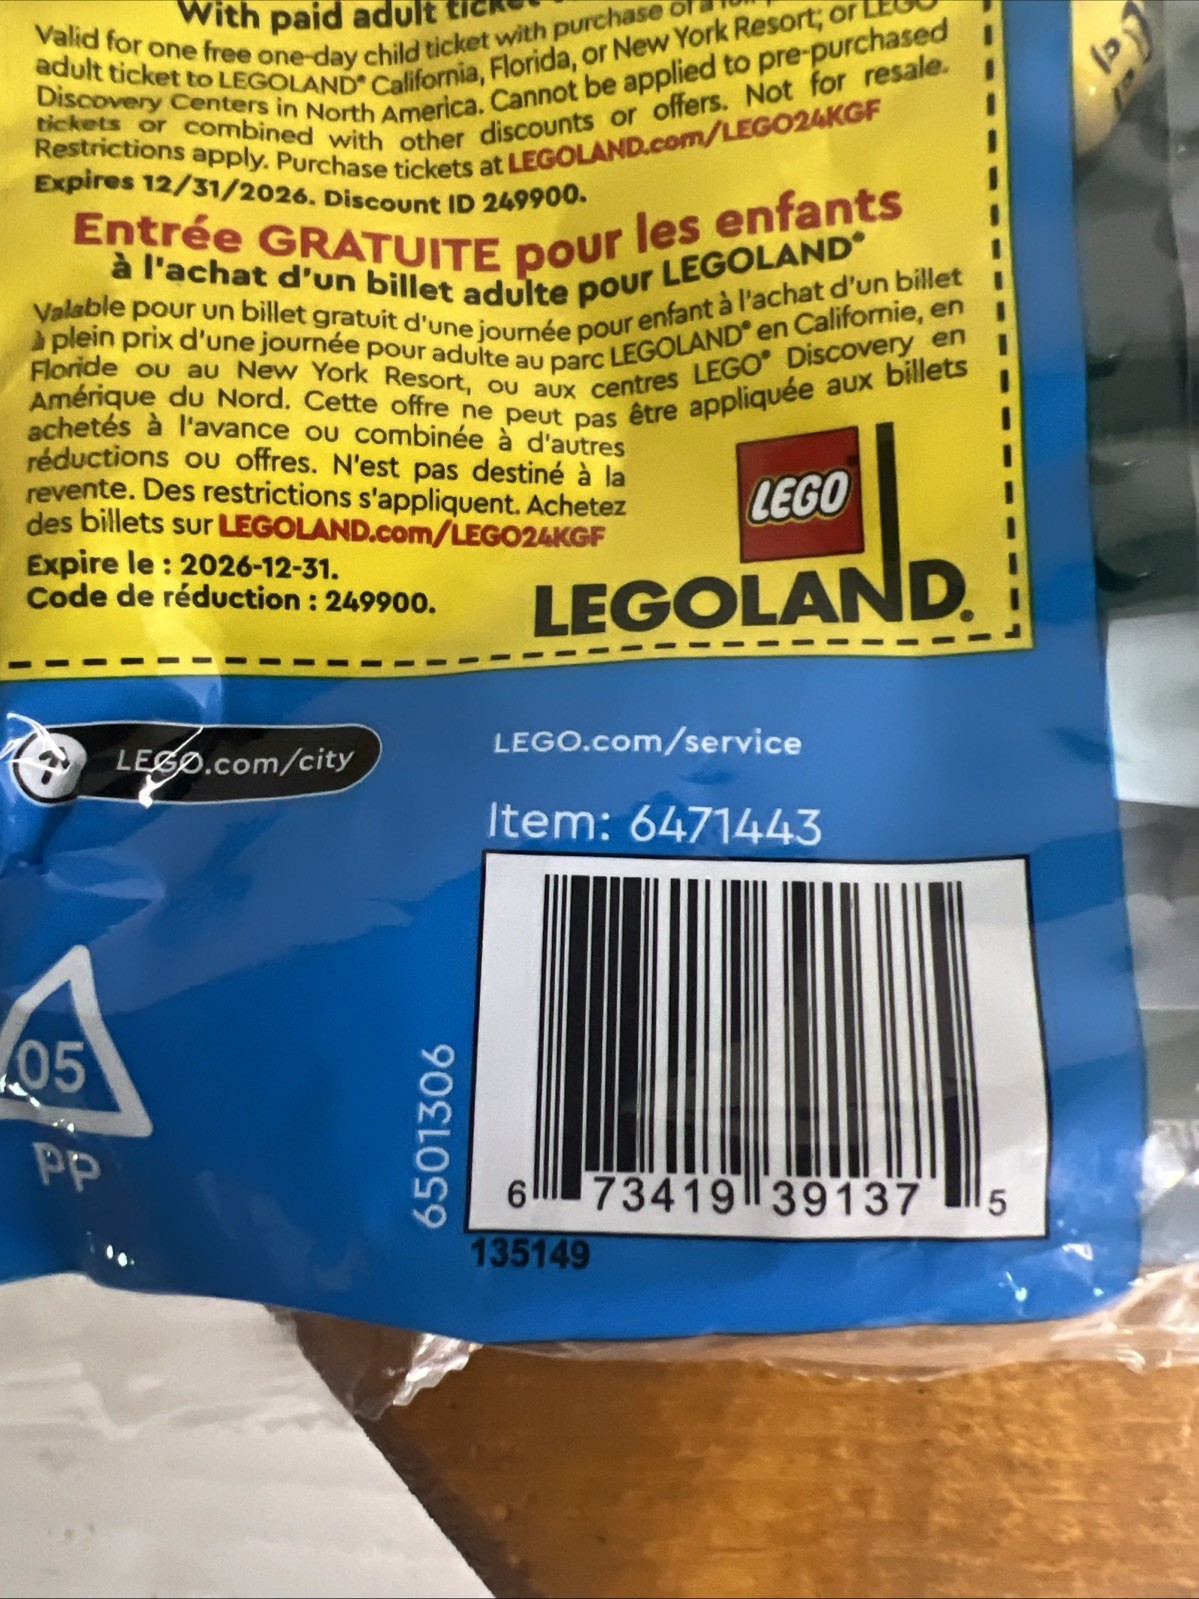 With paid adult ticket
Valid for one free one-day child ticket with purchase of a
adult ticket to LEGOLAND® California, Florida, or New York Resort; or LEGO
Discovery Centers in North America. Cannot be applied to pre-purchased
tickets or combined with other discounts or offers. Not for resale.
Restrictions apply. Purchase tickets at LEGOLAND.com/LEGO24KGF
Expires 12/31/2026. Discount ID 249900.
Entrée GRATUITE pour les enfants
à l'achat d'un billet adulte pour LEGOLAND®
Valable pour un billet gratuit d'une journée pour enfant à l'achat d'un billet
à plein prix d'une journée pour adulte au parc LEGOLAND® en Californie, en
Floride ou au New York Resort, ou aux centres LEGO® Discovery en
Amérique du Nord. Cette offre ne peut pas être appliquée aux billets
achetés à l'avance ou combinée à d'autres
réductions ou offres. N'est pas destiné à la
revente. Des restrictions s'appliquent. Achetez
des billets sur LEGOLAND.com/LEGO24KGF
Expire le : 2026-12-31.
Code de réduction : 249900.
LEGO
LEGOLAND®
LEGO.com/city
LEGO.com/service
Item: 6471443
05
PP
6501306
6 73419 39137 5
135149